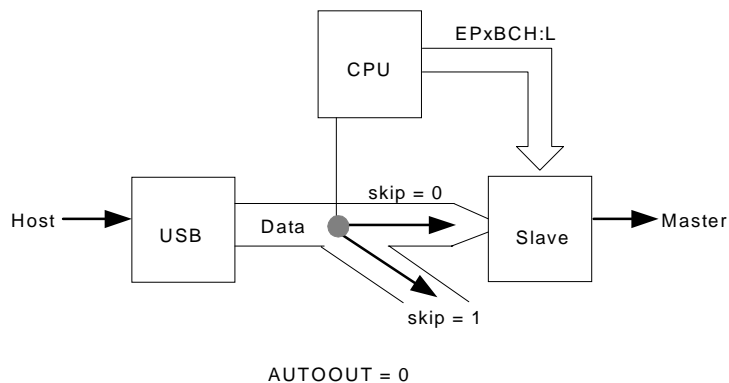 EPxBCH:L
CPU
skip = 0
Host
USB
Data
Slave
Master
skip = 1
AUTOOUT = 0